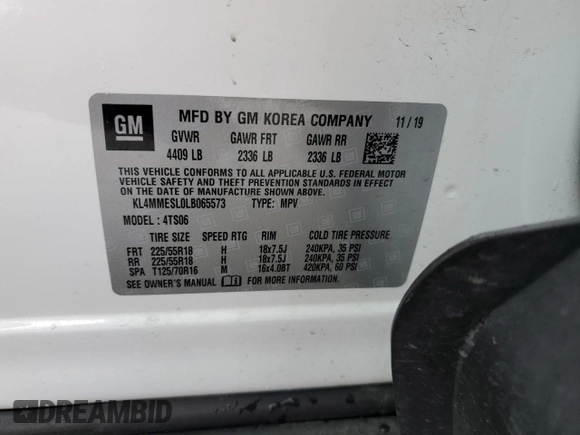 GM
MFD BY GM KOREA COMPANY 11/19
GVWR GAWR FRT GAWR RR
4409 LB 2336 LB 2336 LB
THIS VEHICLE CONFORMS TO ALL APPLICABLE U.S. FEDERAL MOTOR
VEHICLE SAFETY AND THEFT PREVENTION STANDARDS IN EFFECT ON
THE DATE OF MANUFACTURE SHOWN ABOVE.
KL4MMESL0LB065573 TYPE: MPV
MODEL: 4TS06
TIRE SIZE SPEED RTG RIM COLD TIRE PRESSURE
FRT 225/55R18 H 18x7.5J 240KPA, 35 PSI
RR 225/55R18 H 18x7.5J 240KPA, 35 PSI
SPA T125/70R16 M 16x4.0BT 420KPA, 60 PSI
SEE OWNER'S MANUAL FOR MORE INFORMATION.
DREAMBID